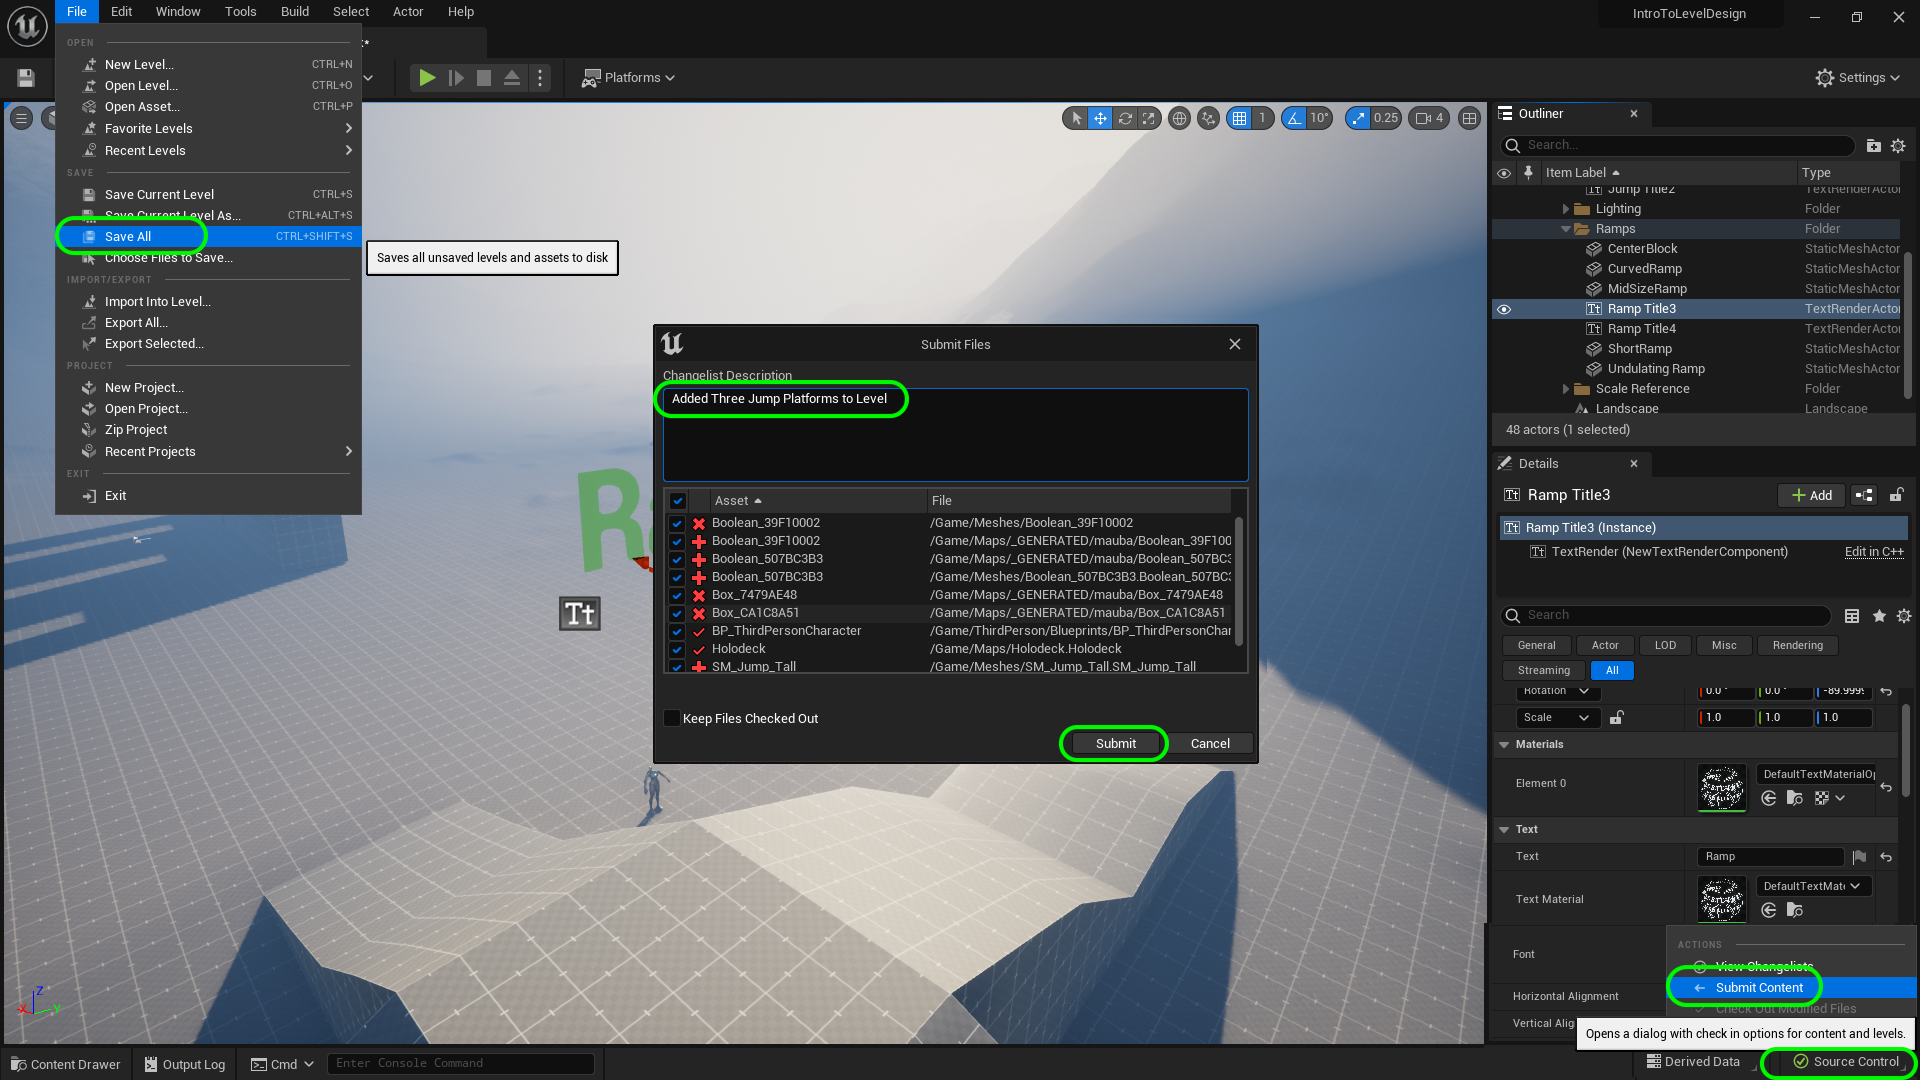 File Edit Window Tools Build Select Actor Help
IntroToLevelDesign
OPEN
New Level... CTRL+N
Open Level... CTRL+O
Open Asset... CTRL+P
Favorite Levels
Recent Levels
SAVE
Save Current Level CTRL+S
Save Current Level As... CTRL+ALT+S
Save All CTRL+SHIFT+S
Choose Files to Save...
IMPORT/EXPORT
Import Into Level...
Export All...
Export Selected...
PROJECT
New Project...
Open Project...
Zip Project
Recent Projects
EXIT
Exit
Saves all unsaved levels and assets to disk
Platforms
Settings
1 10° 0.25 4
Submit Files
Changelist Description
Added Three Jump Platforms to Level
Asset File
Boolean_39F10002 /Game/Meshes/Boolean_39F10002
Boolean_39F10002 /Game/Maps/_GENERATED/mauba/Boolean_39F100
Boolean_507BC3B3 /Game/Maps/_GENERATED/mauba/Boolean_507BC3
Boolean_507BC3B3 /Game/Meshes/Boolean_507BC3B3.Boolean_507BC3
Box_7479AE48 /Game/Maps/_GENERATED/mauba/Box_7479AE48
Box_CA1C8A51 /Game/Maps/_GENERATED/mauba/Box_CA1C8A51
BP_ThirdPersonCharacter /Game/ThirdPerson/Blueprints/BP_ThirdPersonChar
Holodeck /Game/Maps/Holodeck.Holodeck
SM_Jump_Tall /Game/Meshes/SM_Jump_Tall.SM_Jump_Tall
Keep Files Checked Out
Submit Cancel
Tt
Z
X Y
Outliner
Search...
Item Label Type
Jump Title2 TextRenderActor
Lighting Folder
Ramps Folder
CenterBlock StaticMeshActor
CurvedRamp StaticMeshActor
MidSizeRamp StaticMeshActor
Tt Ramp Title3 TextRenderActor
Tt Ramp Title4 TextRenderActor
ShortRamp StaticMeshActor
Undulating Ramp StaticMeshActor
Scale Reference Folder
Landscape Landscape
48 actors (1 selected)
Details
Tt Ramp Title3 Add
Tt Ramp Title3 (Instance)
Tt TextRender (NewTextRenderComponent) Edit in C++
Search
General Actor LOD Misc Rendering
Streaming All
Rotation 0.0° 0.0° -89.999
Scale 1.0 1.0 1.0
Materials
Element 0 DefaultTextMaterialOp
Text
Text Ramp
Text Material DefaultTextMate
Font
Horizontal Alignment
Vertical Alig
ACTIONS
View Changelists
Submit Content
Check Out Modified Files
Opens a dialog with check in options for content and levels.
Content Drawer Output Log Cmd Enter Console Command
Derived Data Source Control